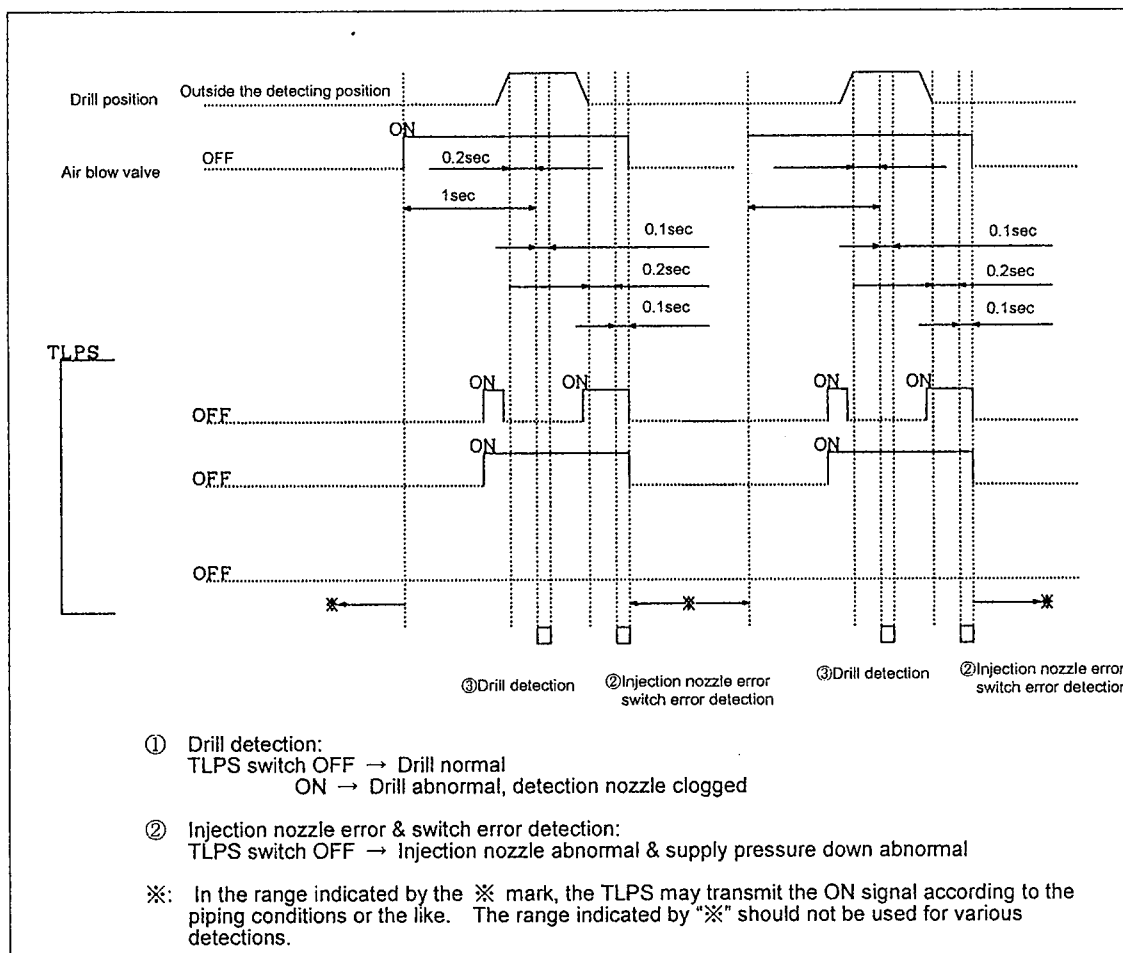 Drill position Outside the detecting position
ON
Air blow valve OFF
0.2sec
1sec
0.1sec 0.1sec
0.2sec 0.2sec
0.1sec 0.1sec
TLPS
ON ON ON ON
OFF
ON ON
OFF
OFF
※ ※ ※
③Drill detection ②Injection nozzle error ③Drill detection ②Injection nozzle error
switch error detection switch error detection
① Drill detection:
TLPS switch OFF → Drill normal
ON → Drill abnormal, detection nozzle clogged
② Injection nozzle error & switch error detection:
TLPS switch OFF → Injection nozzle abnormal & supply pressure down abnormal
※: In the range indicated by the ※ mark, the TLPS may transmit the ON signal according to the
piping conditions or the like. The range indicated by "※" should not be used for various
detections.